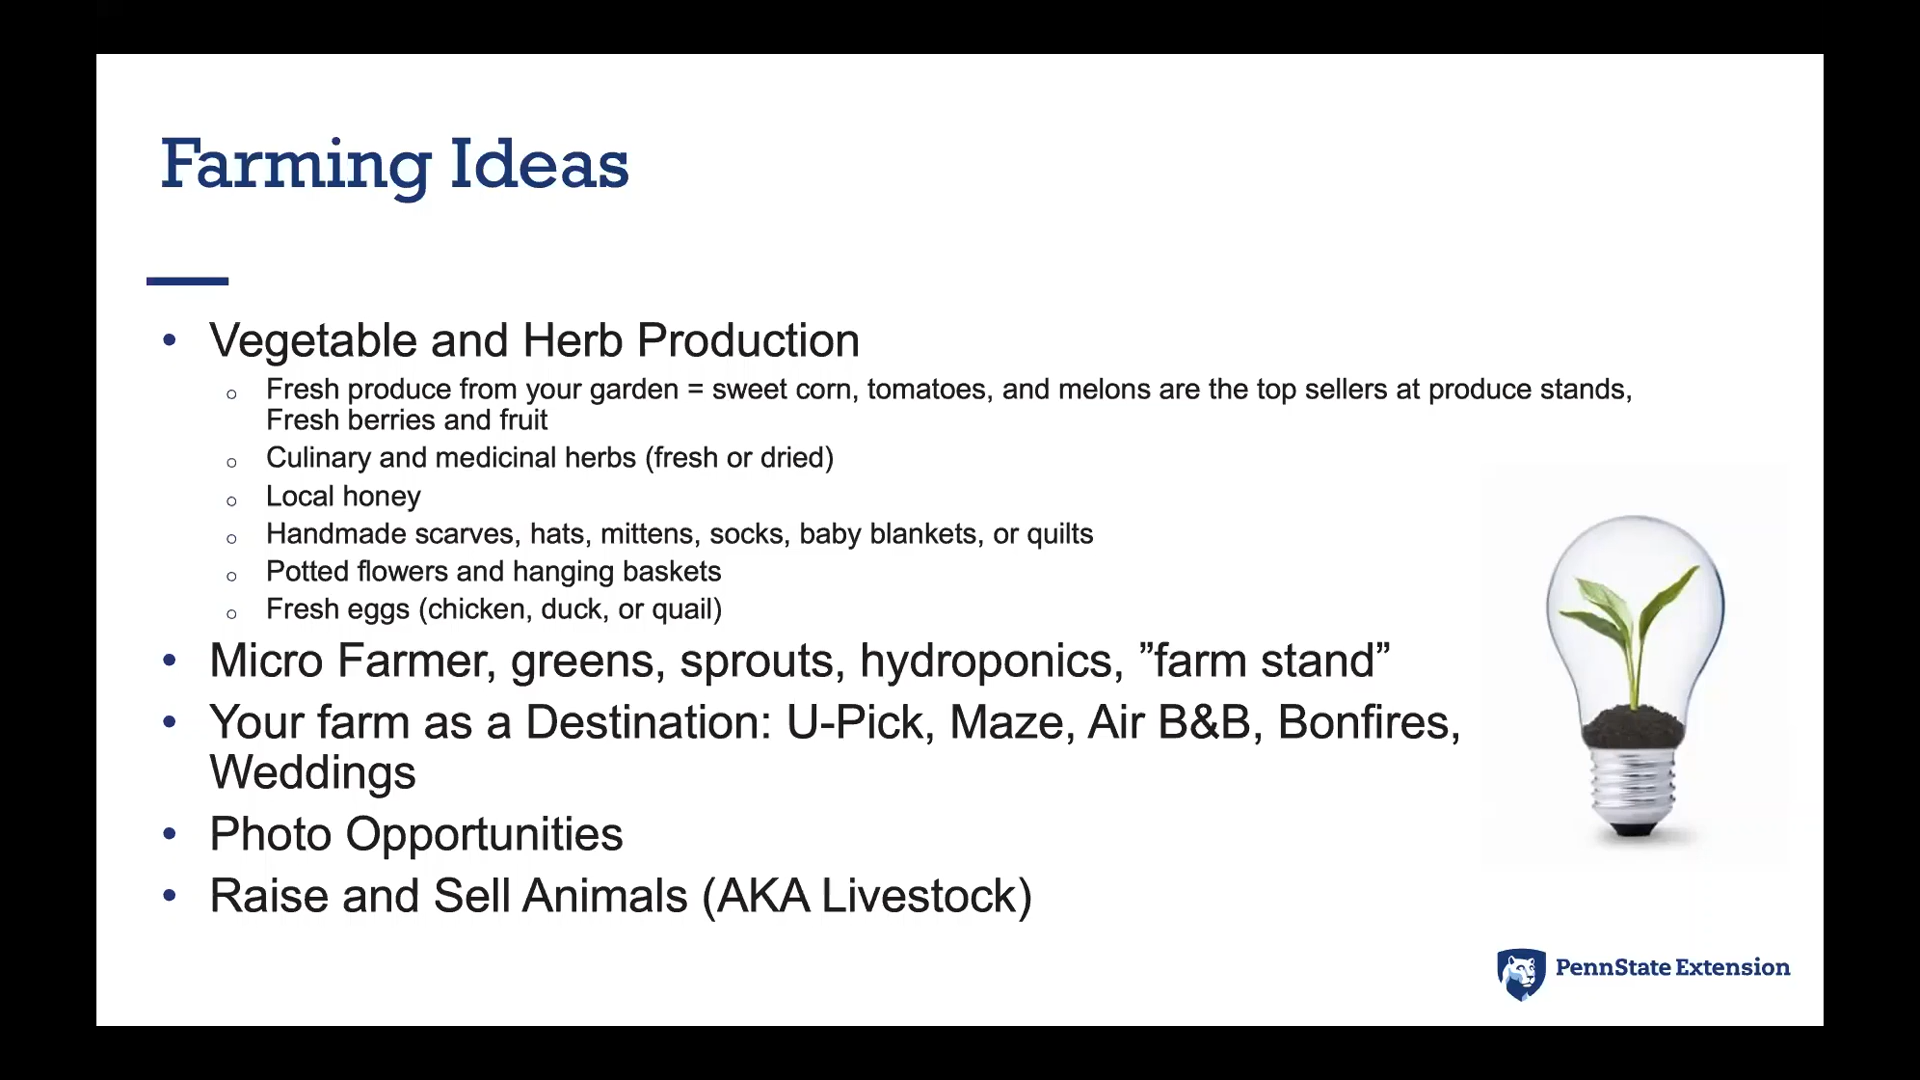 Farming Ideas
• Vegetable and Herb Production
○ Fresh produce from your garden = sweet corn, tomatoes, and melons are the top sellers at produce stands,
Fresh berries and fruit
○ Culinary and medicinal herbs (fresh or dried)
○ Local honey
○ Handmade scarves, hats, mittens, socks, baby blankets, or quilts
○ Potted flowers and hanging baskets
○ Fresh eggs (chicken, duck, or quail)
• Micro Farmer, greens, sprouts, hydroponics, ”farm stand”
• Your farm as a Destination: U-Pick, Maze, Air B&B, Bonfires,
Weddings
• Photo Opportunities
• Raise and Sell Animals (AKA Livestock)
PennState Extension